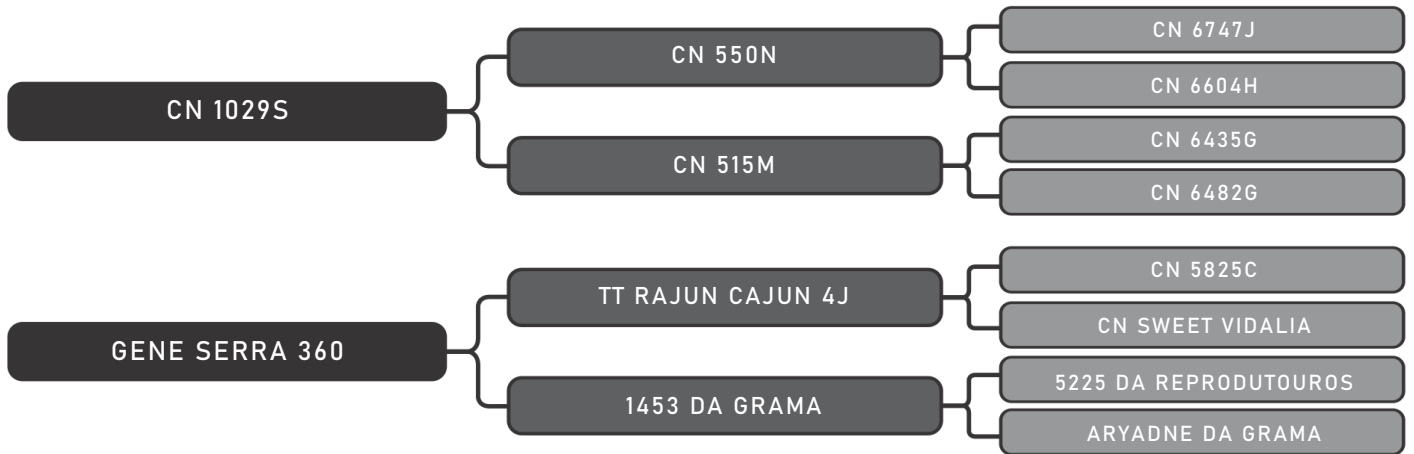 CN 1029S
CN 550N
CN 6747J
CN 6604H
CN 515M
CN 6435G
CN 6482G
GENE SERRA 360
TT RAJUN CAJUN 4J
CN 5825C
CN SWEET VIDALIA
1453 DA GRAMA
5225 DA REPRODUTOUROS
ARYADNE DA GRAMA